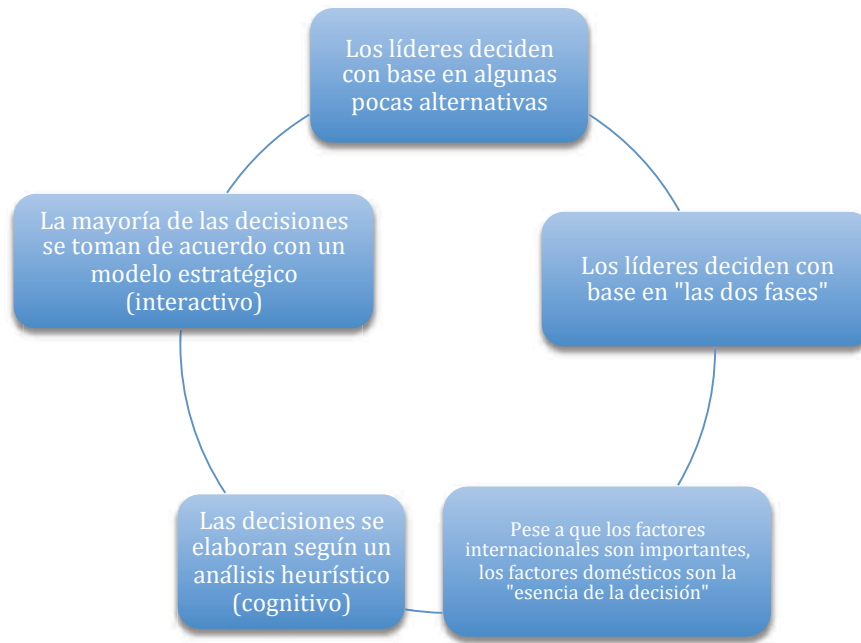 Los líderes deciden
con base en algunas
pocas alternativas
Los líderes deciden con
base en "las dos fases"
Pese a que los factores
internacionales son importantes,
los factores domésticos son la
"esencia de la decisión"
Las decisiones se
elaboran según un
análisis heurístico
(cognitivo)
La mayoría de las decisiones
se toman de acuerdo con un
modelo estratégico
(interactivo)